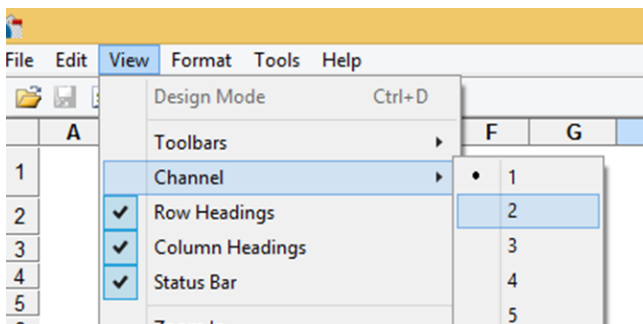 File Edit View Format Tools Help
Design Mode Ctrl+D
A F G
Toolbars
1 Channel 1
2 Row Headings 2
3 Column Headings 3
4 Status Bar 4
5 5